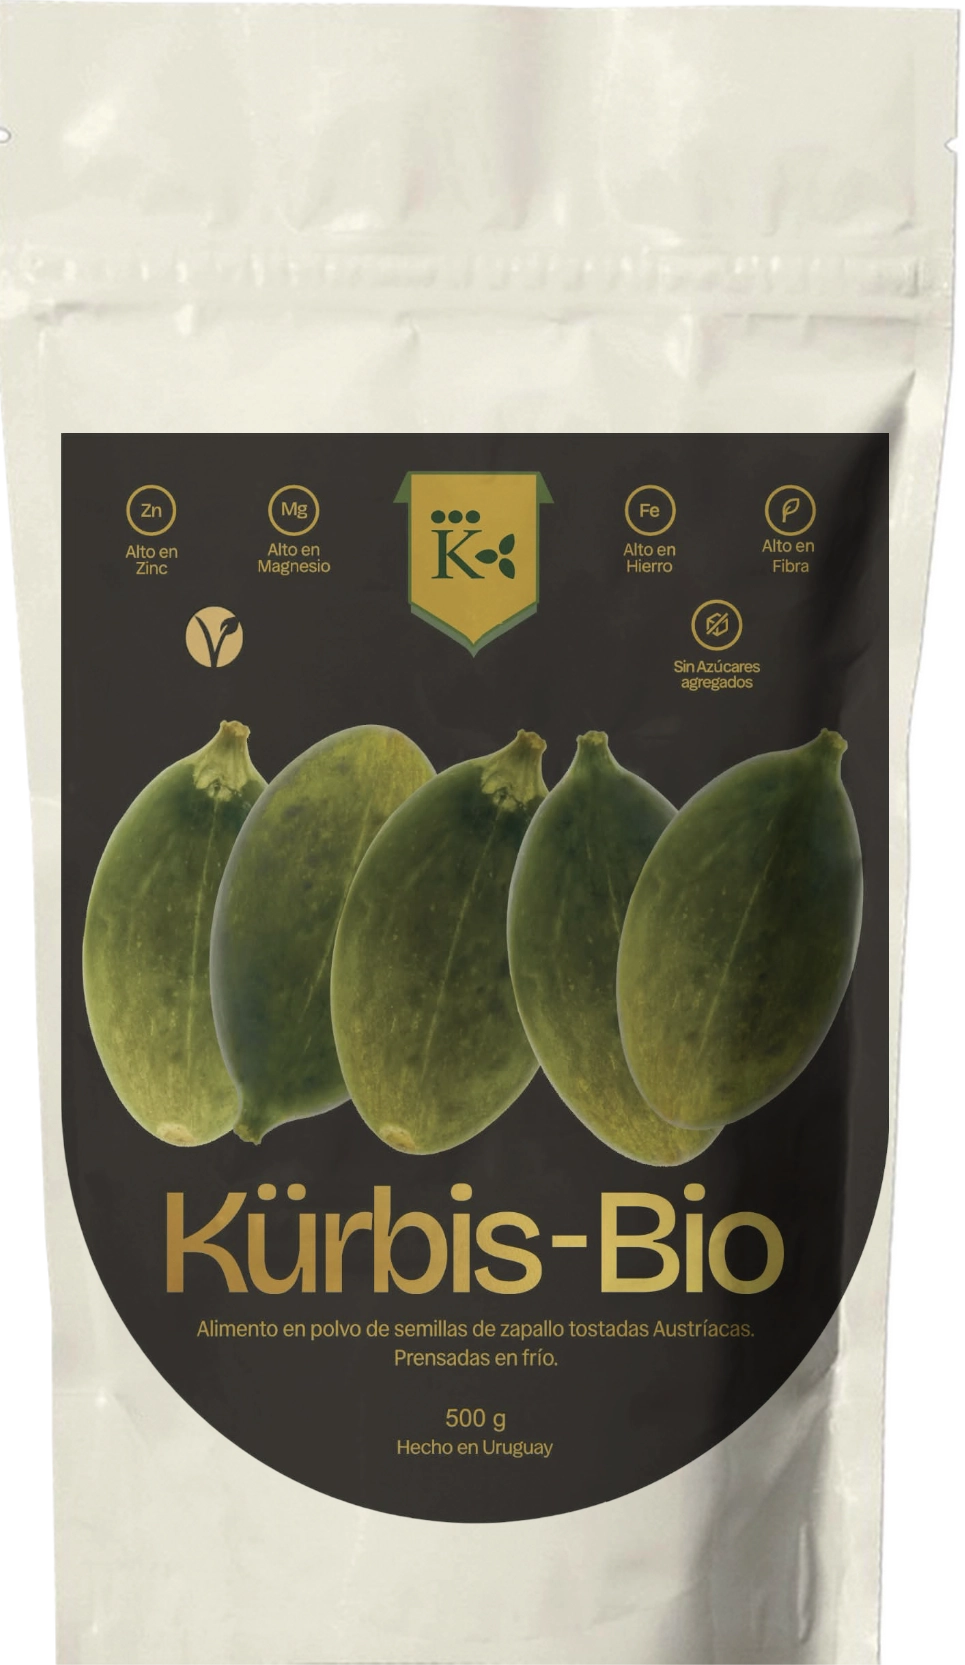 Zn
Alto en
Zinc
Mg
Alto en
Magnesio
K
Fe
Alto en
Hierro
Alto en
Fibra
Sin Azúcares
agregados
Kürbis-Bio
Alimento en polvo de semillas de zapallo tostadas Austríacas.
Prensadas en frío.
500 g
Hecho en Uruguay